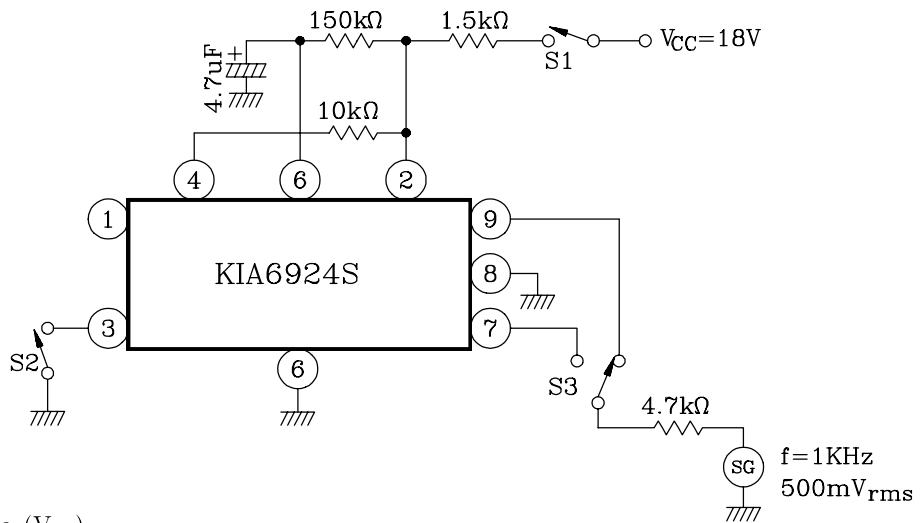 150kΩ
1.5kΩ
S1
VCC=18V
4.7uF
+
10kΩ
4
6
2
1
9
KIA6924S
8
3
7
S2
6
S3
4.7kΩ
SG
f=1KHz
500mVrms